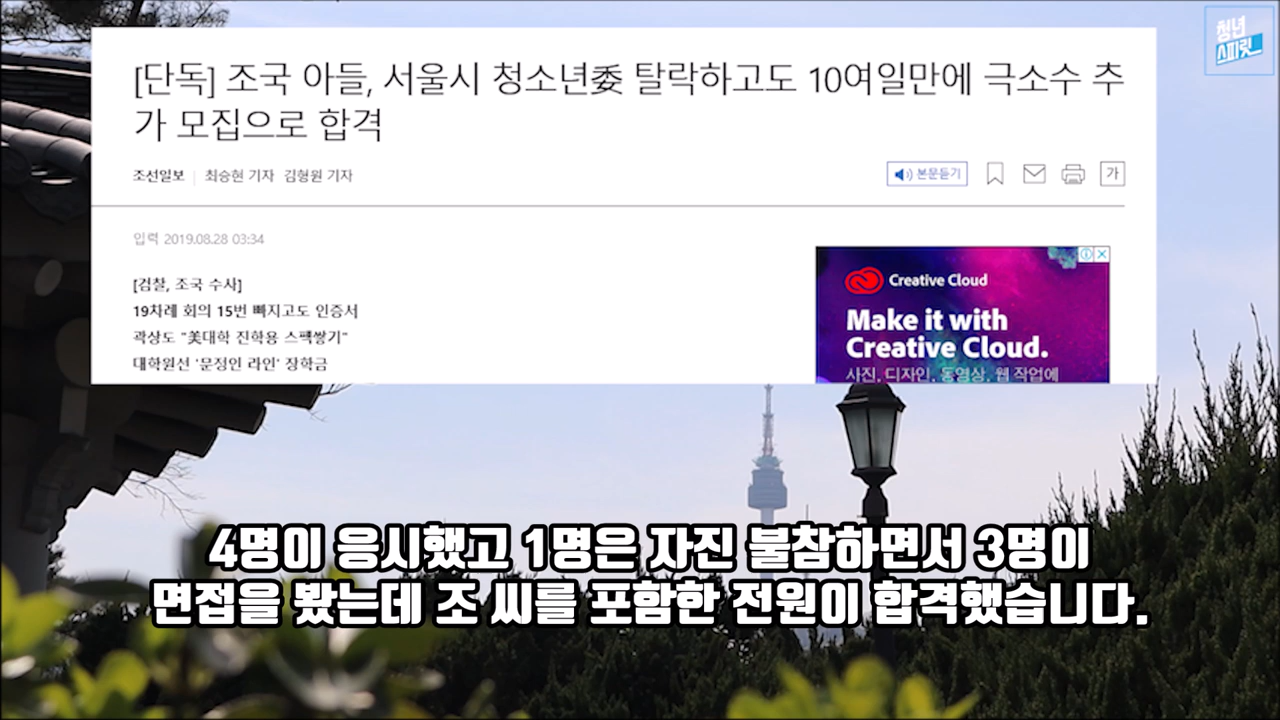 청년
스피릿
[단독] 조국 아들, 서울시 청소년委 탈락하고도 10여일만에 극소수 추
가 모집으로 합격
조선일보 최승현 기자 김형원 기자
본문듣기
가
입력 2019.08.28 03:34
[검찰, 조국 수사]
19차례 회의 15번 빠지고도 인증서
곽상도 "美대학 진학용 스팩쌓기"
대학원선 '문정인 라인' 장학금
Creative Cloud
Make it with
Creative Cloud.
사진, 디자인, 동영상, 웹 작업에
4명이 응시했고 1명은 자진 불참하면서 3명이
면접을 봤는데 조 씨를 포함한 전원이 합격했습니다.